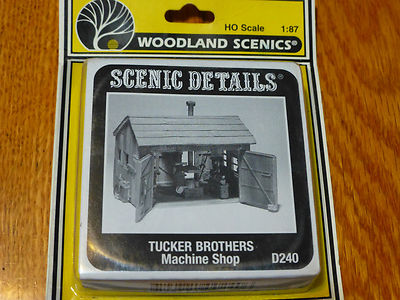 HO Scale 1:87
WOODLAND SCENICS®
SCENIC DETAILS®
TUCKER BROTHERS
Machine Shop D240